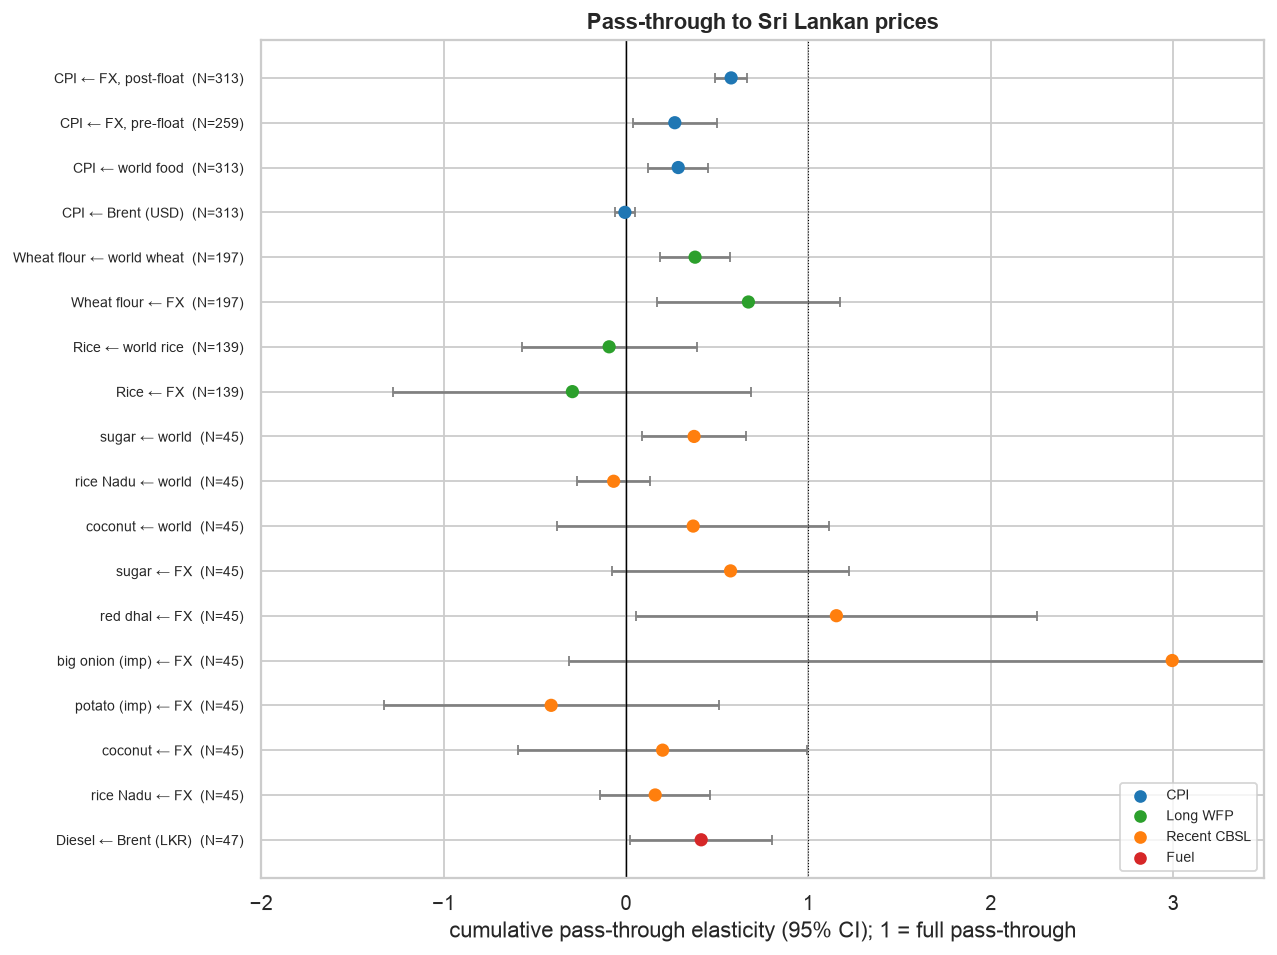 Pass-through to Sri Lankan prices
CPI ← FX, post-float (N=313)
CPI ← FX, pre-float (N=259)
CPI ← world food (N=313)
CPI ← Brent (USD) (N=313)
Wheat flour ← world wheat (N=197)
Wheat flour ← FX (N=197)
Rice ← world rice (N=139)
Rice ← FX (N=139)
sugar ← world (N=45)
rice Nadu ← world (N=45)
coconut ← world (N=45)
sugar ← FX (N=45)
red dhal ← FX (N=45)
big onion (imp) ← FX (N=45)
potato (imp) ← FX (N=45)
coconut ← FX (N=45)
rice Nadu ← FX (N=45)
Diesel ← Brent (LKR) (N=47)
CPI
Long WFP
Recent CBSL
Fuel
−2 −1 0 1 2 3
cumulative pass-through elasticity (95% CI); 1 = full pass-through